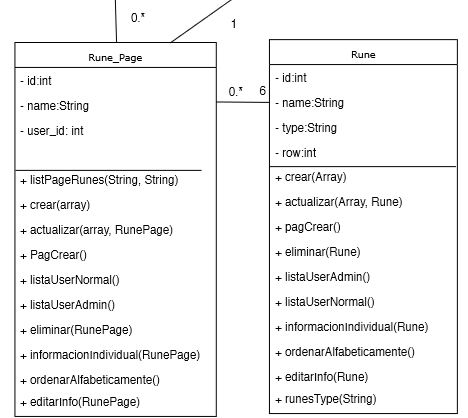 0.*
1
Rune_Page
- id:int
- name:String
- user_id: int
+ listPageRunes(String, String)
+ crear(array)
+ actualizar(array, RunePage)
+ PagCrear()
+ listaUserNormal()
+ listaUserAdmin()
+ eliminar(RunePage)
+ informacionIndividual(RunePage)
+ ordenarAlfabeticamente()
+ editarInfo(RunePage)
0.*
6
Rune
- id:int
- name:String
- type:String
- row:int
+ crear(Array)
+ actualizar(Array, Rune)
+ pagCrear()
+ eliminar(Rune)
+ listaUserAdmin()
+ listaUserNormal()
+ informacionIndividual(Rune)
+ ordenarAlfabeticamente()
+ editarInfo(Rune)
+ runesType(String)